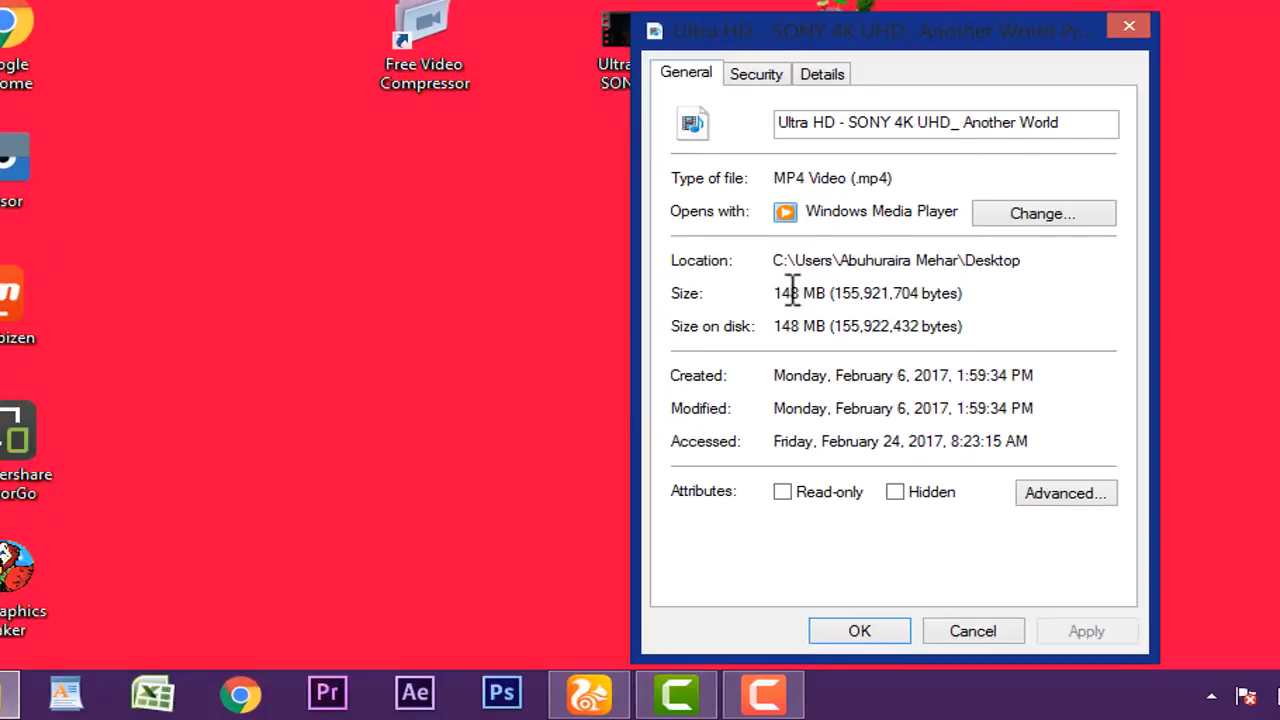 Ultra HD - SONY 4K UHD_ Another World Pr...
General
Security
Details
Ultra HD - SONY 4K UHD_ Another World
Type of file:
MP4 Video (.mp4)
Opens with:
Windows Media Player
Change...
Location:
C:\Users\Abuhuraira Mehar\Desktop
Size:
148 MB (155,921,704 bytes)
Size on disk:
148 MB (155,922,432 bytes)
Created:
Monday, February 6, 2017, 1:59:34 PM
Modified:
Monday, February 6, 2017, 1:59:34 PM
Accessed:
Friday, February 24, 2017, 8:23:15 AM
Attributes:
Read-only
Hidden
Advanced...
OK
Cancel
Apply
ogle
ome
Free Video
Compressor
Ultra
SON
sor
bizen
ershare
orGo
aphics
aker
Pr
Ae
Ps